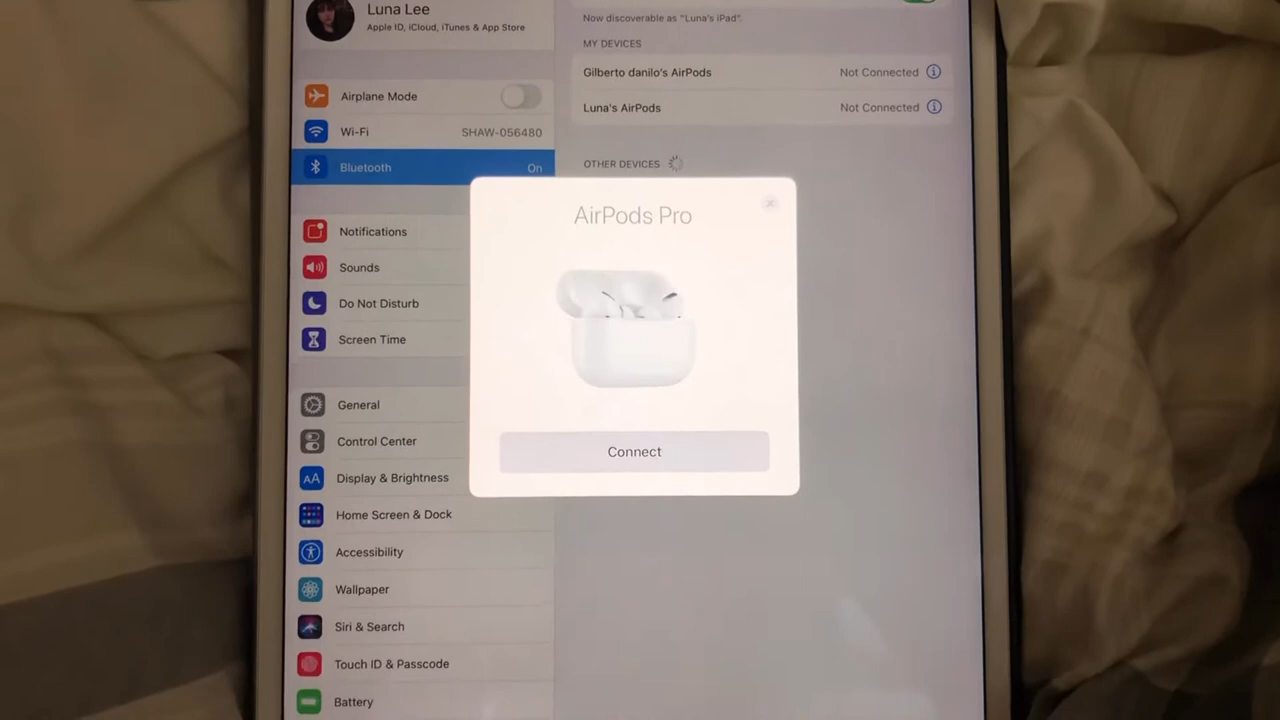 Luna Lee
Apple ID, iCloud, iTunes & App Store
Airplane Mode
Wi-Fi SHAW-056480
Bluetooth On
Notifications
Sounds
Do Not Disturb
Screen Time
General
Control Center
AA Display & Brightness
Home Screen & Dock
Accessibility
Wallpaper
Siri & Search
Touch ID & Passcode
Battery
Now discoverable as "Luna's iPad".
MY DEVICES
Gilberto danilo's AirPods Not Connected
Luna's AirPods Not Connected
OTHER DEVICES
AirPods Pro
Connect